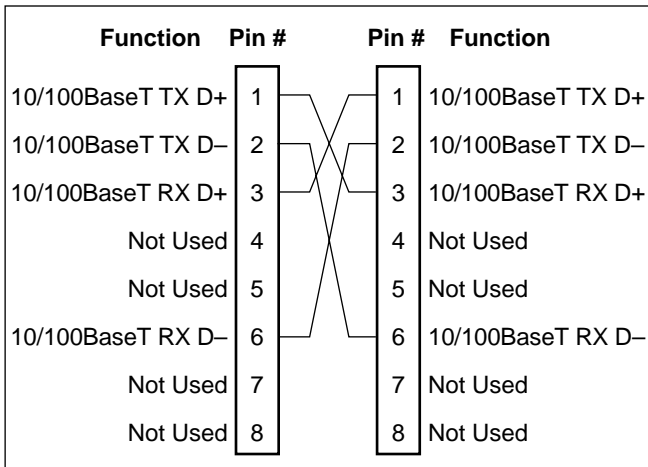 Function Pin # Pin # Function
10/100BaseT TX D+ 1 1 10/100BaseT TX D+
10/100BaseT TX D– 2 2 10/100BaseT TX D–
10/100BaseT RX D+ 3 3 10/100BaseT RX D+
Not Used 4 4 Not Used
Not Used 5 5 Not Used
10/100BaseT RX D– 6 6 10/100BaseT RX D–
Not Used 7 7 Not Used
Not Used 8 8 Not Used